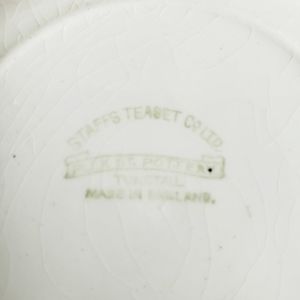 STAFFS TEASET CO LTD.
TUNSTALL
MADE IN ENGLAND.